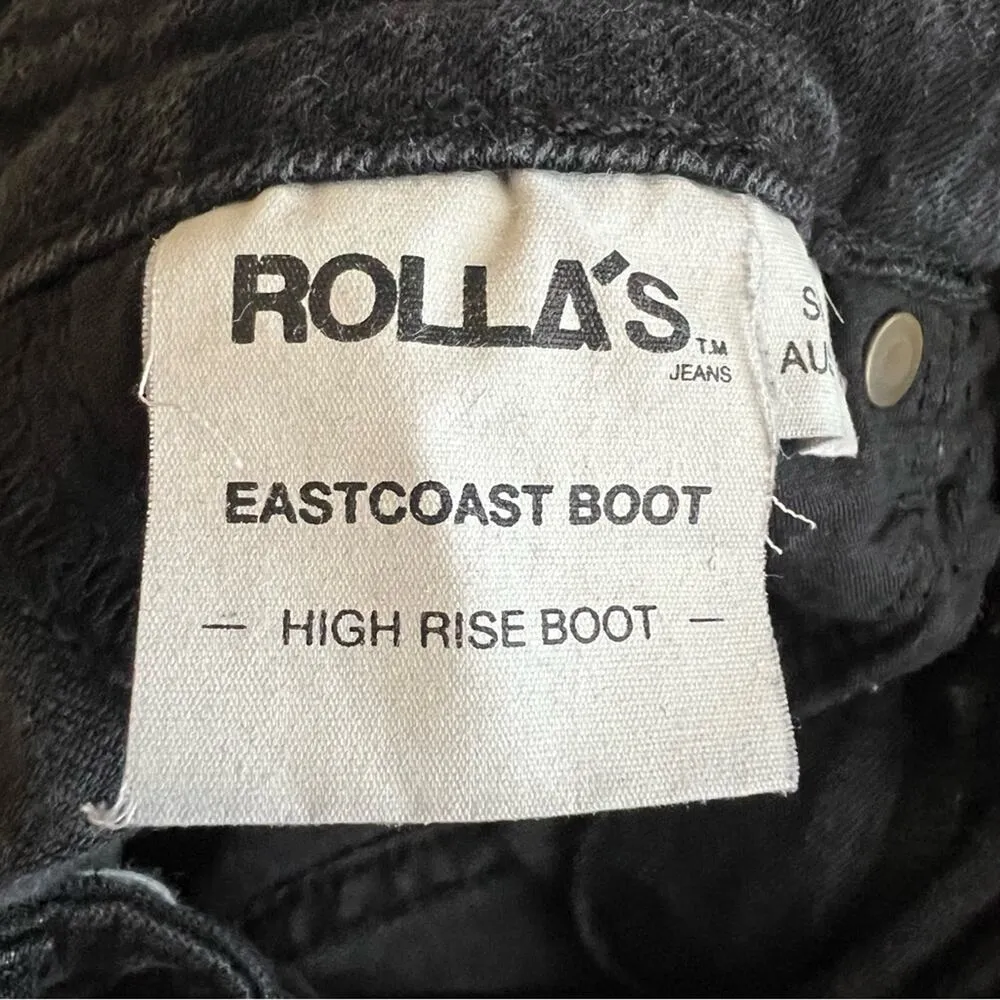 ROLLA'S
T.M
JEANS
EASTCOAST BOOT
— HIGH RISE BOOT —